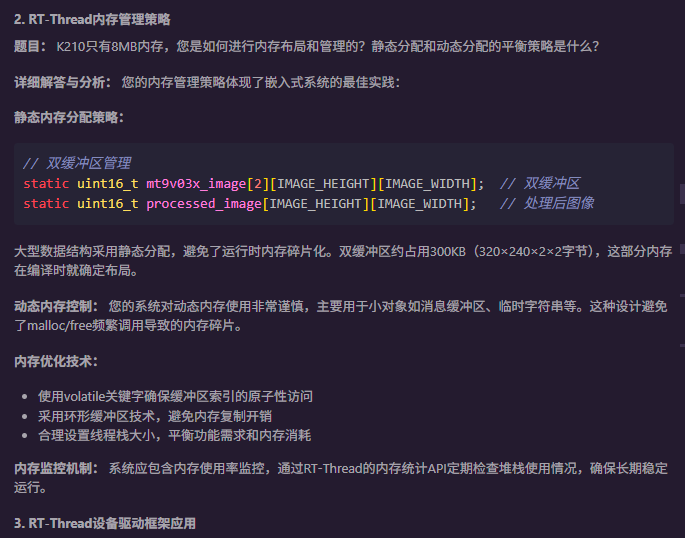 2. RT-Thread内存管理策略
题目： K210只有8MB内存，您是如何进行内存布局和管理的？静态分配和动态分配的平衡策略是什么？
详细解答与分析： 您的内存管理策略体现了嵌入式系统的最佳实践：
静态内存分配策略：
// 双缓冲区管理
static uint16_t mt9v03x_image[2][IMAGE_HEIGHT][IMAGE_WIDTH];  // 双缓冲区
static uint16_t processed_image[IMAGE_HEIGHT][IMAGE_WIDTH];   // 处理后图像
大型数据结构采用静态分配，避免了运行时内存碎片化。双缓冲区约占用300KB（320×240×2×2字节），这部分内存
在编译时就确定布局。
动态内存控制： 您的系统对动态内存使用非常谨慎，主要用于小对象如消息缓冲区、临时字符串等。这种设计避免
了malloc/free频繁调用导致的内存碎片。
内存优化技术：
• 使用volatile关键字确保缓冲区索引的原子性访问
• 采用环形缓冲区技术，避免内存复制开销
• 合理设置线程栈大小，平衡功能需求和内存消耗
内存监控机制： 系统应包含内存使用率监控，通过RT-Thread的内存统计API定期检查堆栈使用情况，确保长期稳定
运行。
3. RT-Thread设备驱动框架应用